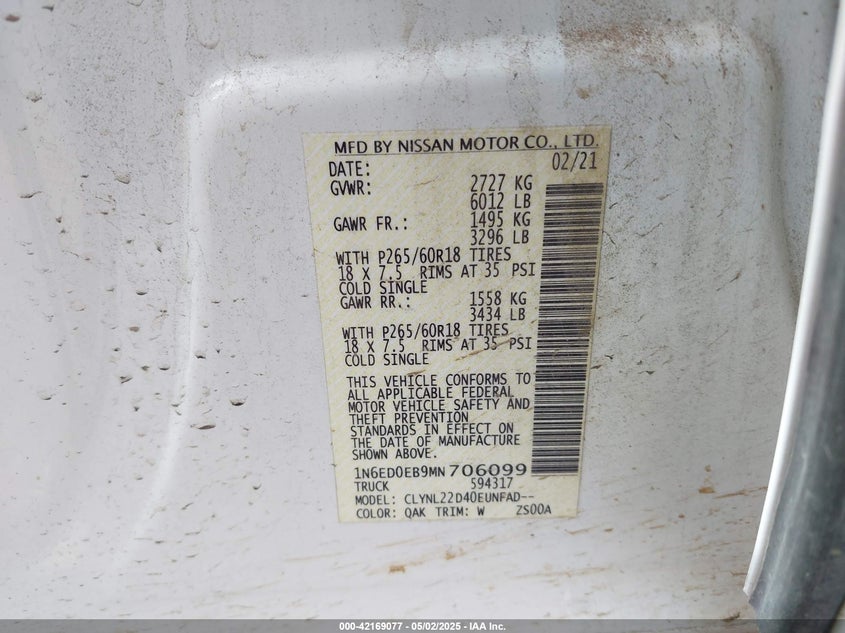 MFD BY NISSAN MOTOR CO., LTD.
DATE: 02/21
GVWR: 2727 KG
6012 LB
GAWR FR.: 1495 KG
3296 LB
WITH P265/60R18 TIRES
18 X 7.5 RIMS AT 35 PSI
COLD SINGLE
GAWR RR.: 1558 KG
3434 LB
WITH P265/60R18 TIRES
18 X 7.5 RIMS AT 35 PSI
COLD SINGLE
THIS VEHICLE CONFORMS TO
ALL APPLICABLE FEDERAL
MOTOR VEHICLE SAFETY AND
THEFT PREVENTION
STANDARDS IN EFFECT ON
THE DATE OF MANUFACTURE
SHOWN ABOVE.
1N6ED0EB9MN706099
TRUCK 594317
MODEL: CLYNL22D40EUNFAD--
COLOR: QAK TRIM: W ZS00A
000-42169077 - 05/02/2025 - IAA Inc.